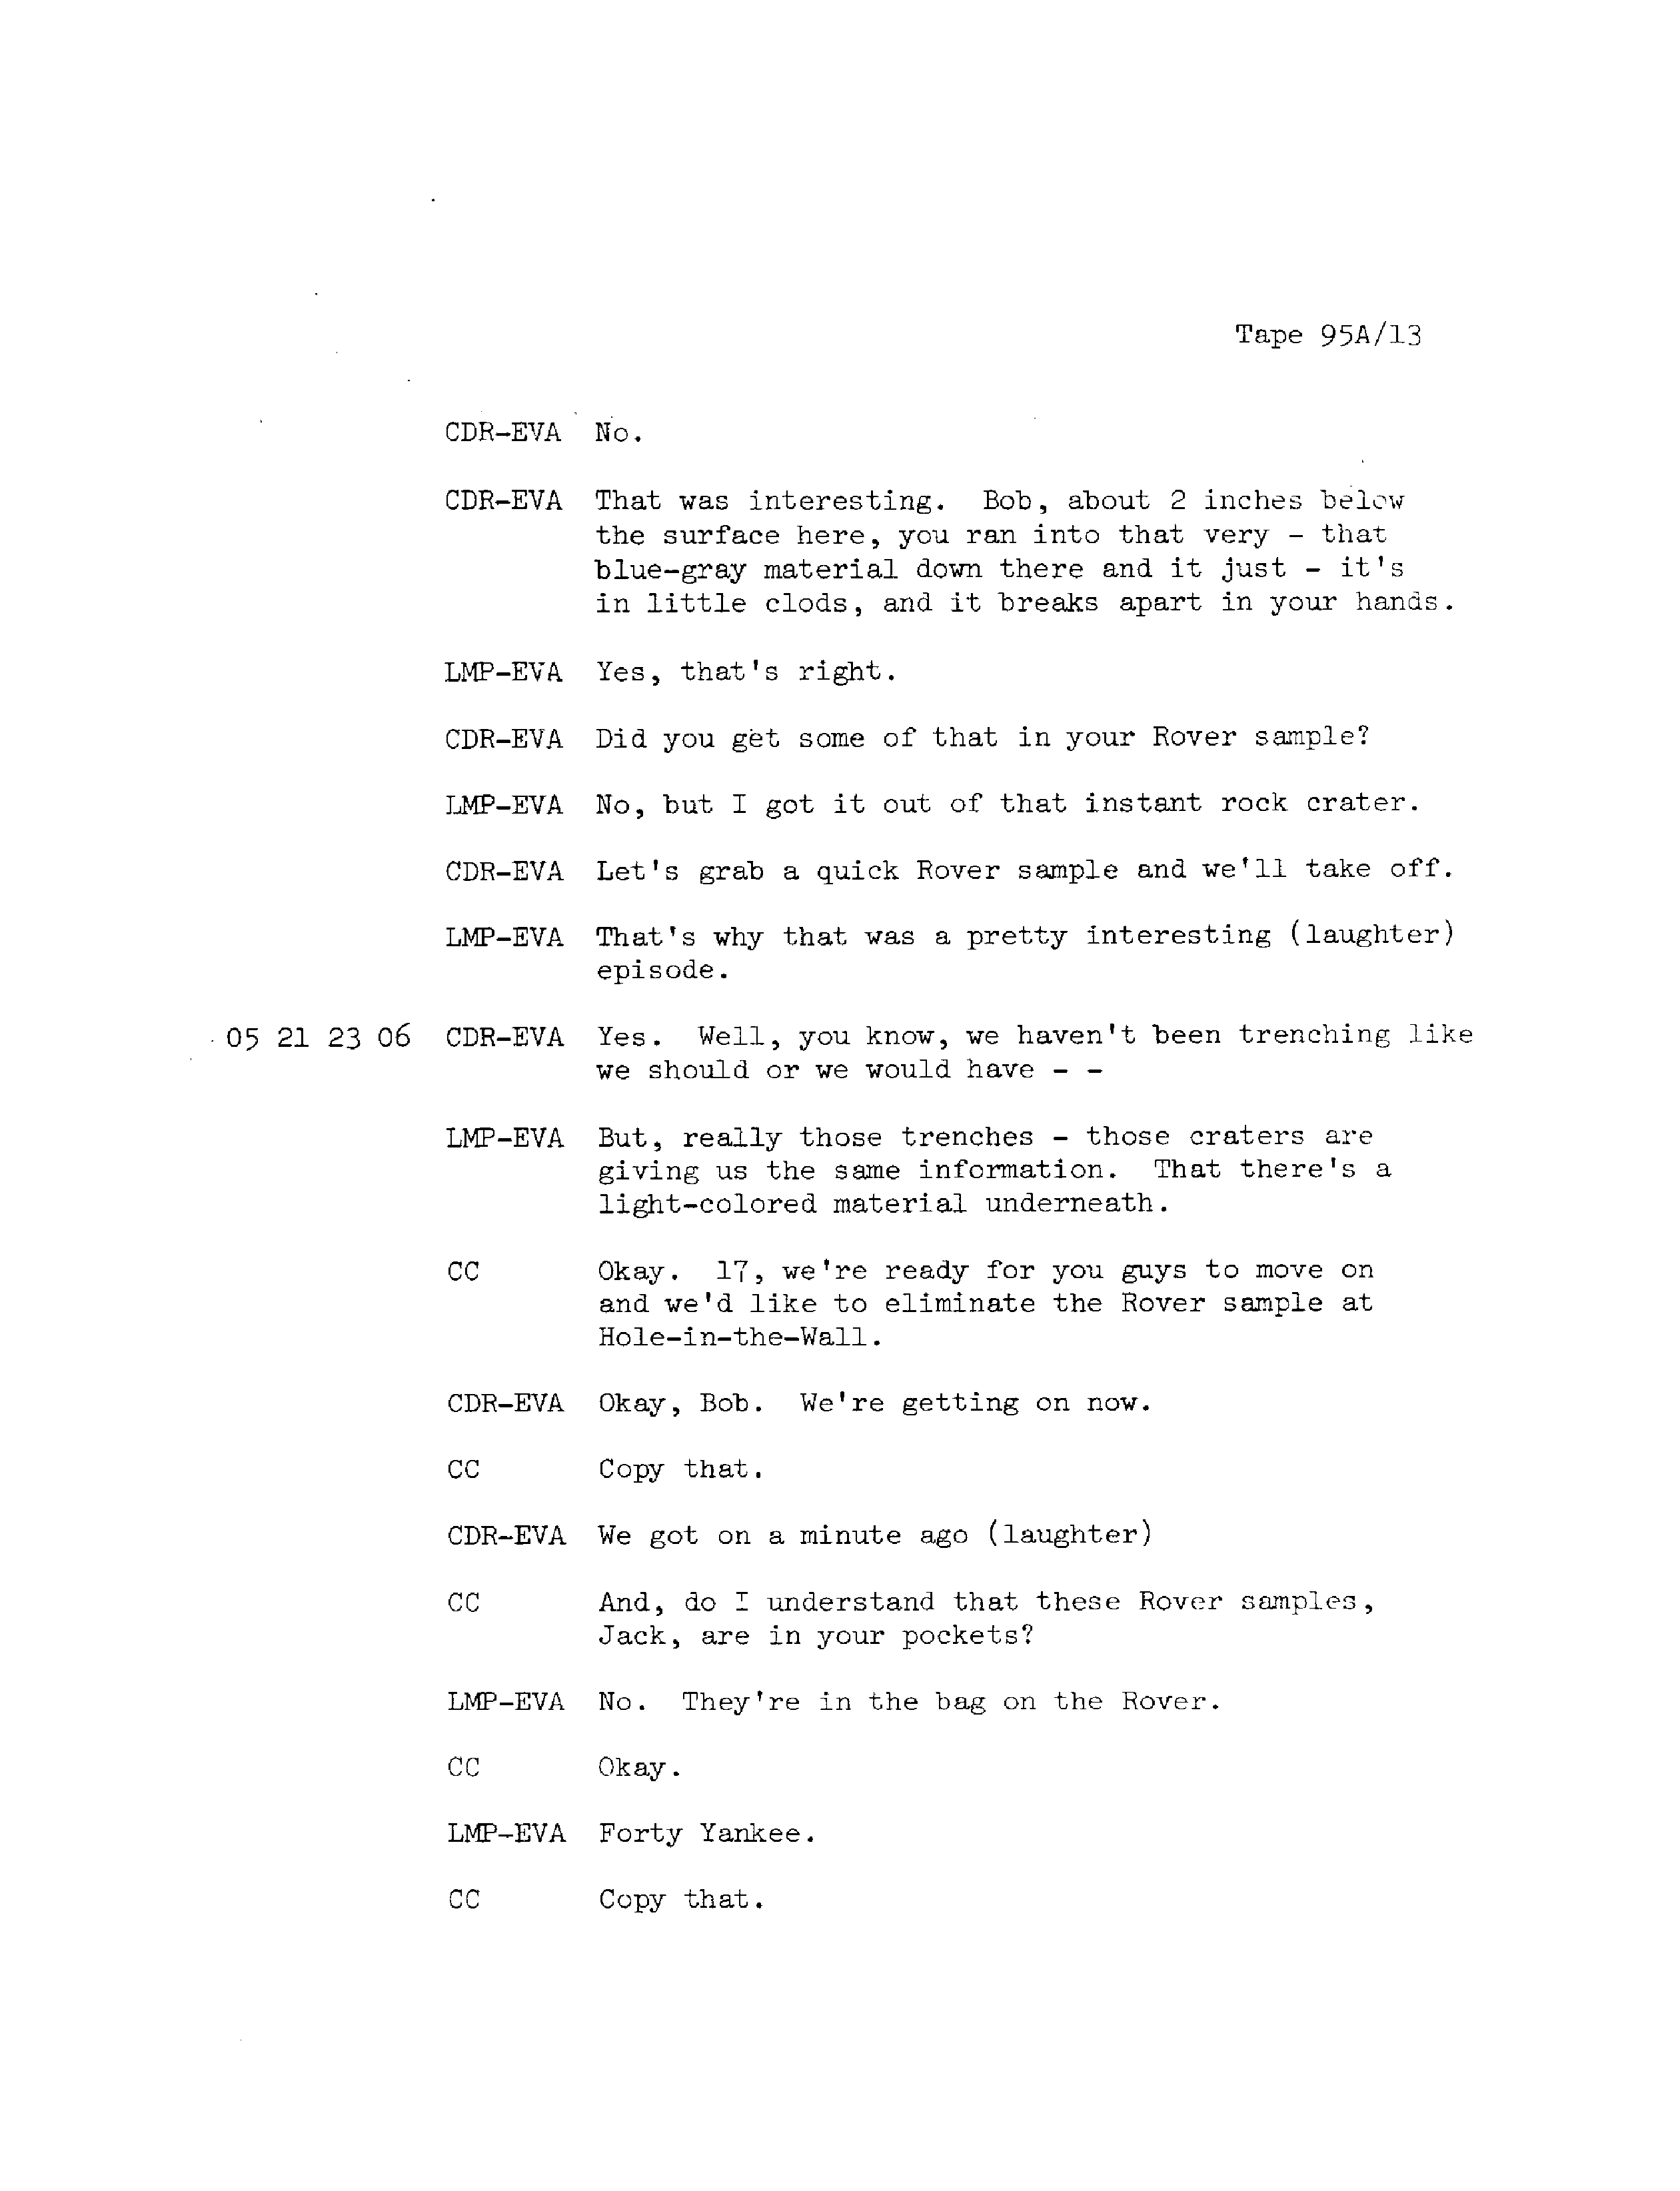 Tape 95A/13
CDR-EVA No.
CDR-EVA That was interesting. Bob, about 2 inches below
the surface here, you ran into that very - that
blue-gray material down there and it just - it's
in little clods, and it breaks apart in your hands.
LMP-EVA Yes, that's right.
CDR-EVA Did you get some of that in your Rover sample?
LMP-EVA No, but I got it out of that instant rock crater.
CDR-EVA Let's grab a quick Rover sample and we'll take off.
LMP-EVA That's why that was a pretty interesting (laughter)
episode.
05 21 23 06 CDR-EVA Yes. Well, you know, we haven't been trenching like
we should or we would have - -
LMP-EVA But, really those trenches - those craters are
giving us the same information. That there's a
light-colored material underneath.
CC Okay. 17, we're ready for you guys to move on
and we'd like to eliminate the Rover sample at
Hole-in-the-Wall.
CDR-EVA Okay, Bob. We're getting on now.
CC Copy that.
CDR-EVA We got on a minute ago (laughter)
CC And, do I understand that these Rover samples,
Jack, are in your pockets?
LMP-EVA No. They're in the bag on the Rover.
CC Okay.
LMP-EVA Forty Yankee.
CC Copy that.